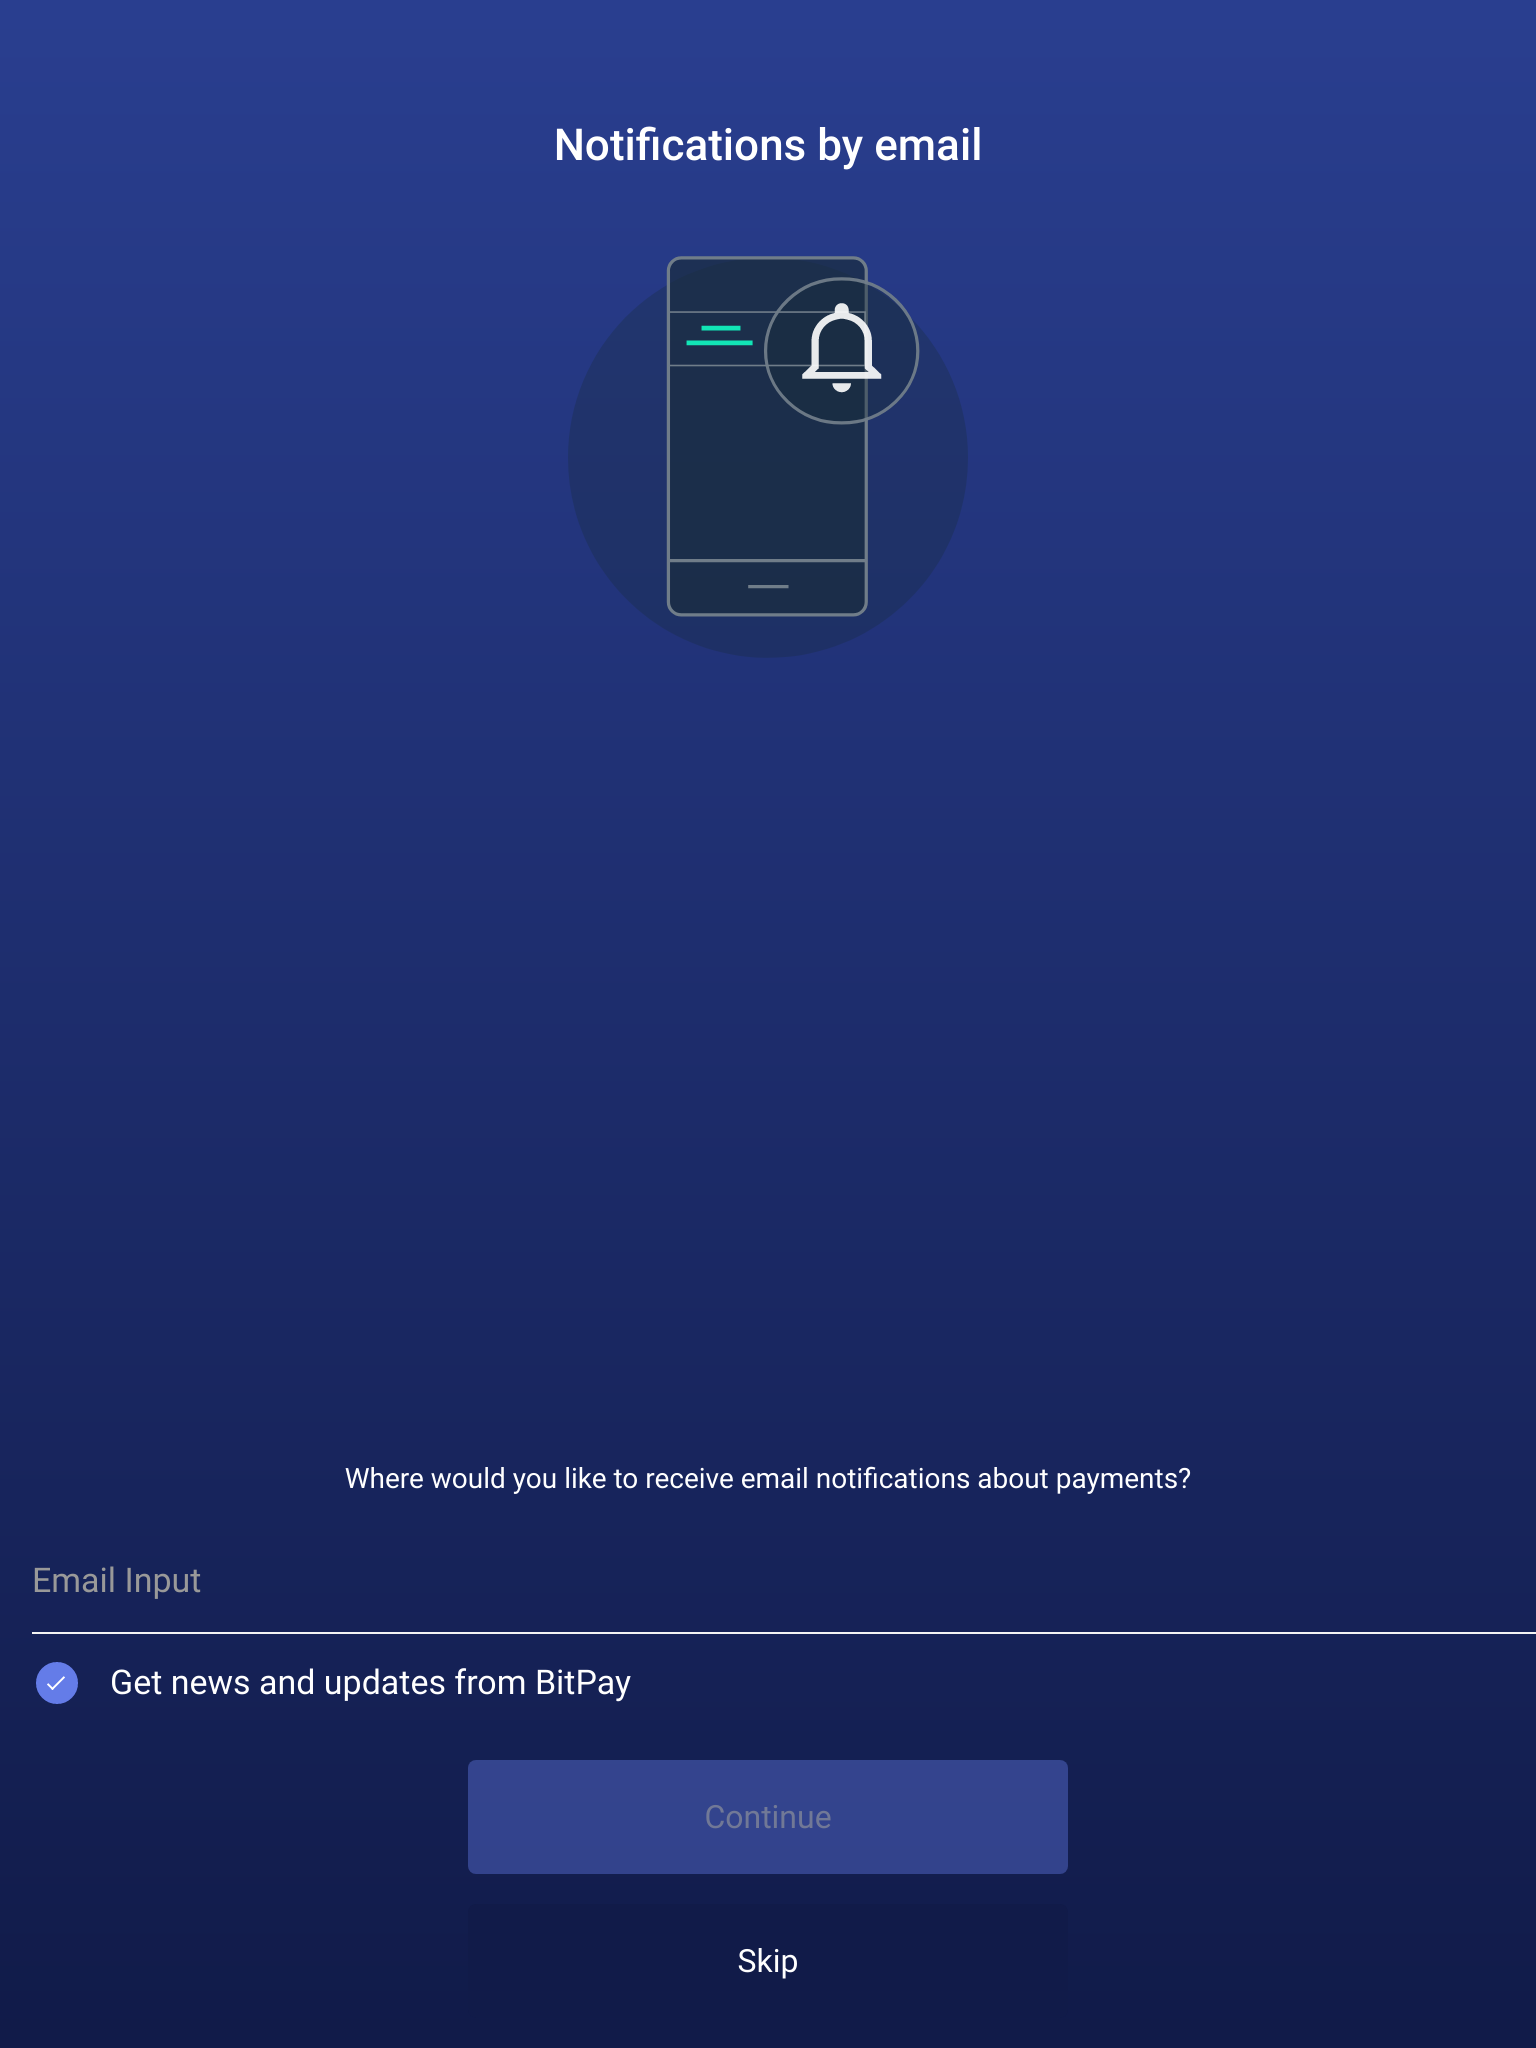 Notifications by email
Where would you like to receive email notifications about payments?
Email Input
Get news and updates from BitPay
Continue
Skip